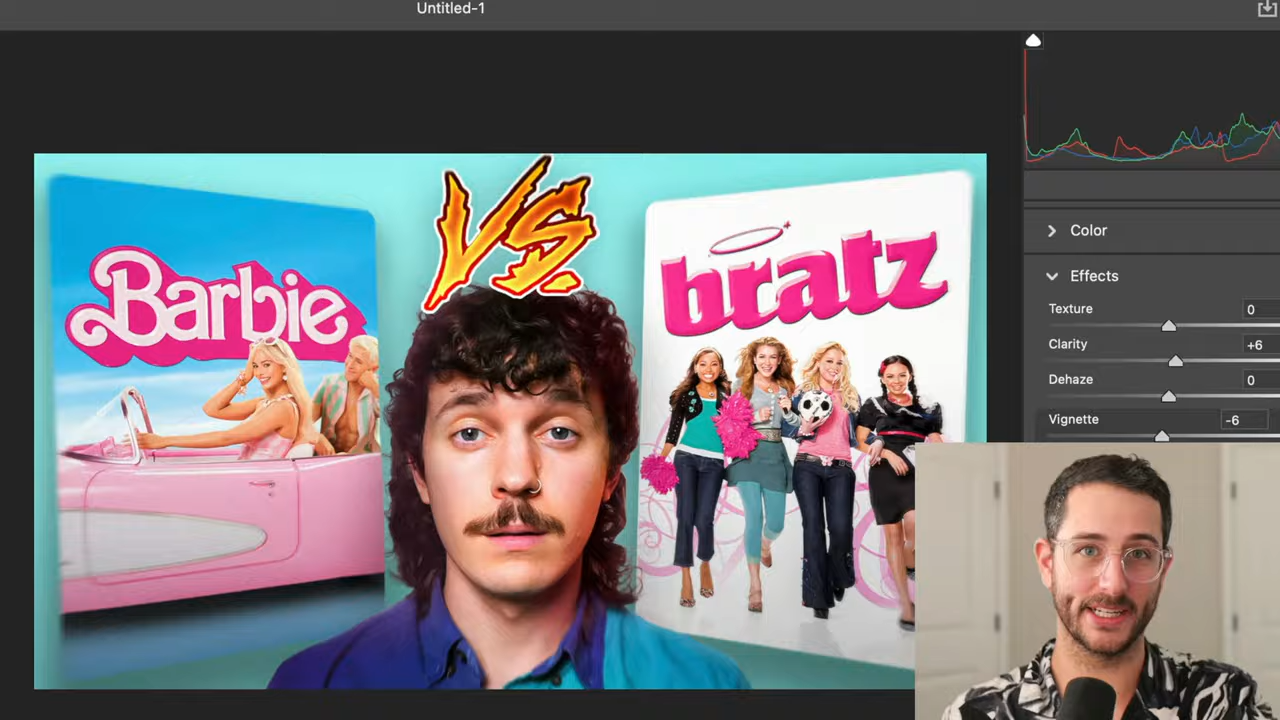 Untitled-1
VS.
Barbie
bratz
Color
Effects
Texture 0
Clarity +6
Dehaze 0
Vignette -6